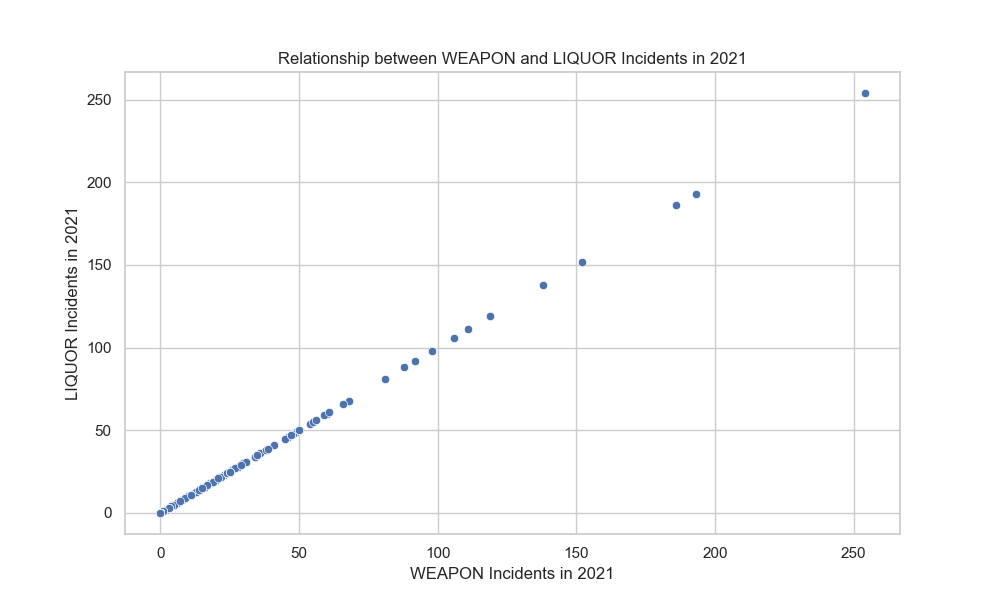 Relationship between WEAPON and LIQUOR Incidents in 2021
250
200
150
100
50
0
LIQUOR Incidents in 2021
0 50 100 150 200 250
WEAPON Incidents in 2021